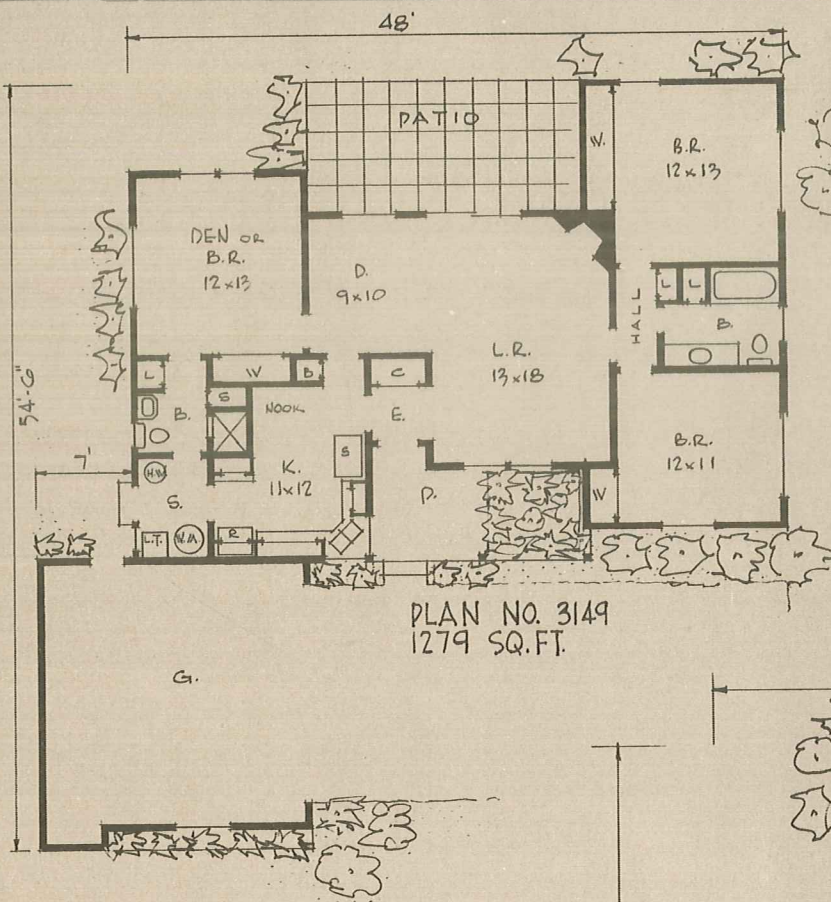 48'
PATIO
W.
B.R.
12x13
DEN OR
B.R.
12x13
D.
9x10
HALL
L
L
B.
L.R.
13x18
54'-6"
L
W
B
C
S
NOOK
B.
E.
S
B.R.
12x11
7'
H.W.
K.
11x12
W
S.
P.
L.T.
W.M.
R
PLAN NO. 3149
1279 SQ.FT.
G.